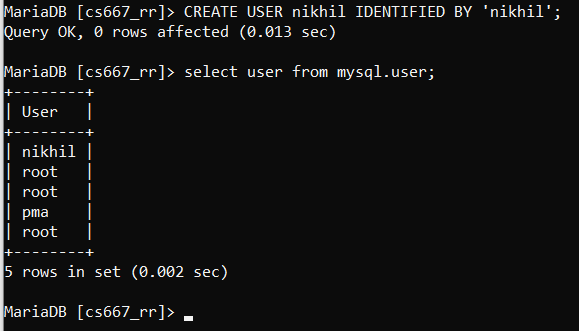 MariaDB [cs667_rr]> CREATE USER nikhil IDENTIFIED BY 'nikhil';
Query OK, 0 rows affected (0.013 sec)
MariaDB [cs667_rr]> select user from mysql.user;
+--------+
| User   |
+--------+
| nikhil |
| root   |
| root   |
| pma    |
| root   |
+--------+
5 rows in set (0.002 sec)
MariaDB [cs667_rr]> _